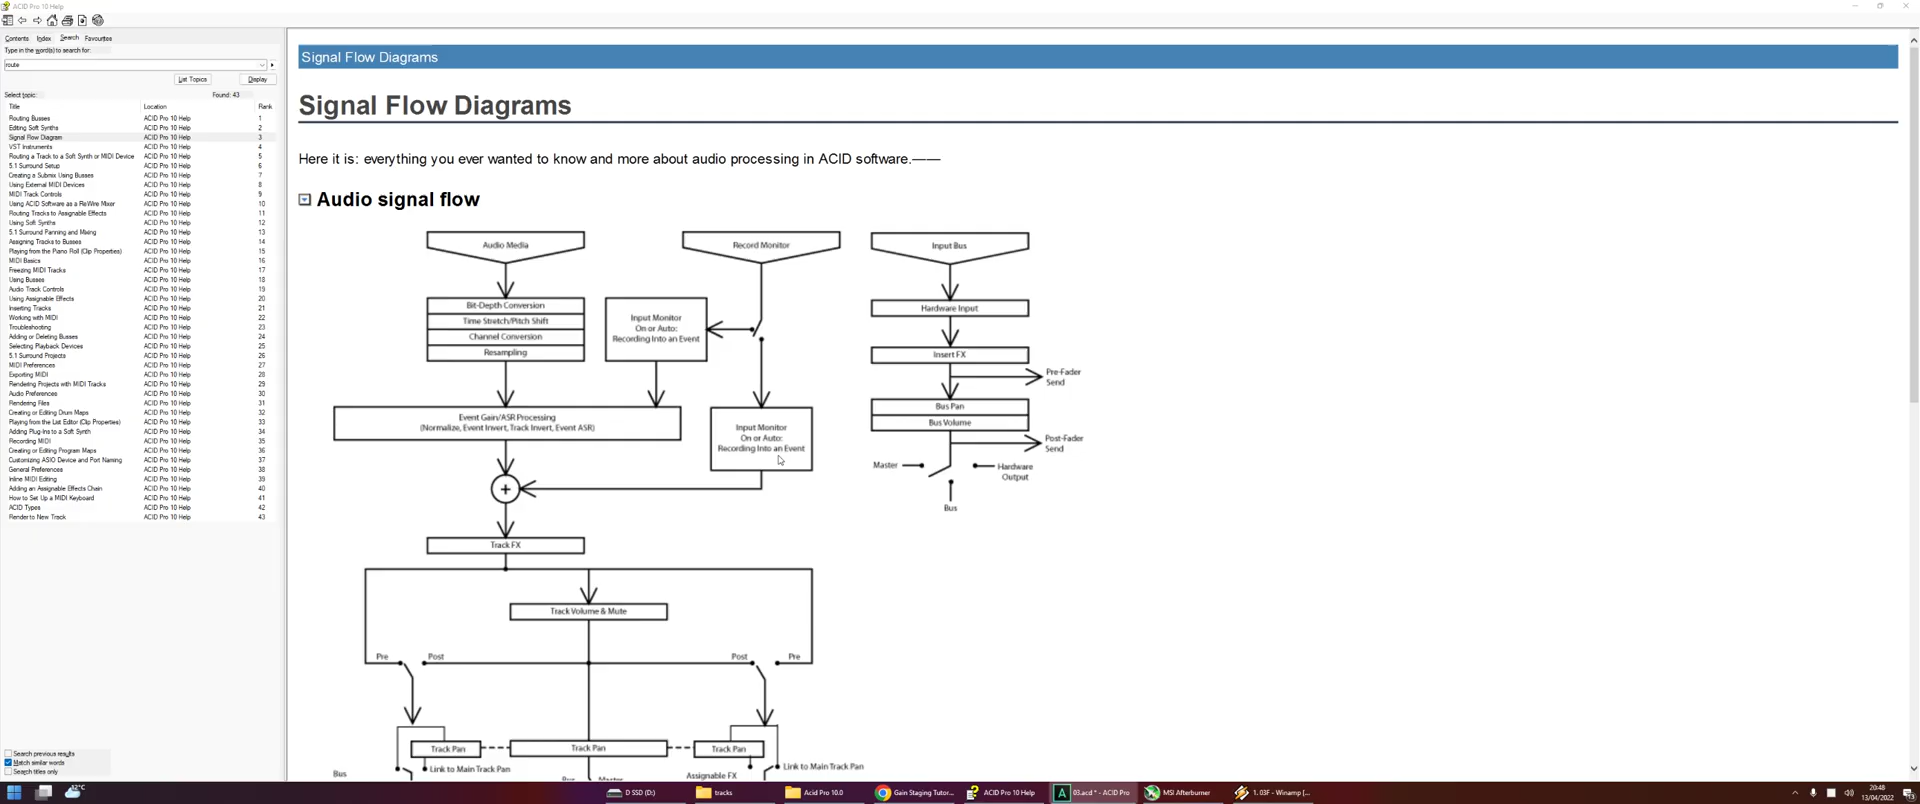 ACID Pro 10 Help
Contents Index Search Favourites
Type in the word(s) to search for:
route
List Topics Display
Select topic: Found: 43
Title Location Rank
Routing Busses ACID Pro 10 Help 1
Editing Soft Synths ACID Pro 10 Help 2
Signal Flow Diagram ACID Pro 10 Help 3
VST Instruments ACID Pro 10 Help 4
Routing a Track to a Soft Synth or MIDI Device ACID Pro 10 Help 5
5.1 Surround Setup ACID Pro 10 Help 6
Creating a Submix Using Busses ACID Pro 10 Help 7
Using External MIDI Devices ACID Pro 10 Help 8
MIDI Track Controls ACID Pro 10 Help 9
Using ACID Software as a ReWire Mixer ACID Pro 10 Help 10
Routing Tracks to Assignable Effects ACID Pro 10 Help 11
Using Soft Synths ACID Pro 10 Help 12
5.1 Surround Panning and Mixing ACID Pro 10 Help 13
Assigning Tracks to Busses ACID Pro 10 Help 14
Playing from the Piano Roll (Clip Properties) ACID Pro 10 Help 15
MIDI Basics ACID Pro 10 Help 16
Freezing MIDI Tracks ACID Pro 10 Help 17
Using Busses ACID Pro 10 Help 18
Audio Track Controls ACID Pro 10 Help 19
Using Assignable Effects ACID Pro 10 Help 20
Inserting Tracks ACID Pro 10 Help 21
Working with MIDI ACID Pro 10 Help 22
Troubleshooting ACID Pro 10 Help 23
Adding or Deleting Busses ACID Pro 10 Help 24
Selecting Playback Devices ACID Pro 10 Help 25
5.1 Surround Projects ACID Pro 10 Help 26
MIDI Preferences ACID Pro 10 Help 27
Exporting MIDI ACID Pro 10 Help 28
Rendering Projects with MIDI Tracks ACID Pro 10 Help 29
Audio Preferences ACID Pro 10 Help 30
Rendering Files ACID Pro 10 Help 31
Creating or Editing Drum Maps ACID Pro 10 Help 32
Playing from the List Editor (Clip Properties) ACID Pro 10 Help 33
Adding Plug-Ins to a Soft Synth ACID Pro 10 Help 34
Recording MIDI ACID Pro 10 Help 35
Creating or Editing Program Maps ACID Pro 10 Help 36
Customizing ASIO Device and Port Naming ACID Pro 10 Help 37
General Preferences ACID Pro 10 Help 38
Inline MIDI Editing ACID Pro 10 Help 39
Adding an Assignable Effects Chain ACID Pro 10 Help 40
How to Set Up a MIDI Keyboard ACID Pro 10 Help 41
ACID Types ACID Pro 10 Help 42
Render to New Track ACID Pro 10 Help 43
Search previous results
Match similar words
Search titles only
Signal Flow Diagrams
Signal Flow Diagrams
Here it is: everything you ever wanted to know and more about audio processing in ACID software.——
Audio signal flow
Audio Media Record Monitor Input Bus
Bit-Depth Conversion
Time Stretch/Pitch Shift
Channel Conversion
Resampling
Input Monitor
On or Auto:
Recording Into an Event
Hardware Input
Insert FX
Pre-Fader
Send
Bus Pan
Bus Volume
Post-Fader
Send
Master
Hardware
Output
Bus
Event Gain/ASR Processing
(Normalize, Event Invert, Track Invert, Event ASR)
Input Monitor
On or Auto:
Recording Into an Event
+
Track FX
Track Volume & Mute
Pre Post Post Pre
Track Pan Track Pan Track Pan
Link to Main Track Pan Link to Main Track Pan
Bus Bus Master Assignable FX
12°C
D SSD (D:) tracks Acid Pro 10.0 Gain Staging Tutor... ACID Pro 10 Help 03.acd * - ACID Pro MSI Afterburner 1. 03F - Winamp [...
20:48
13/04/2022